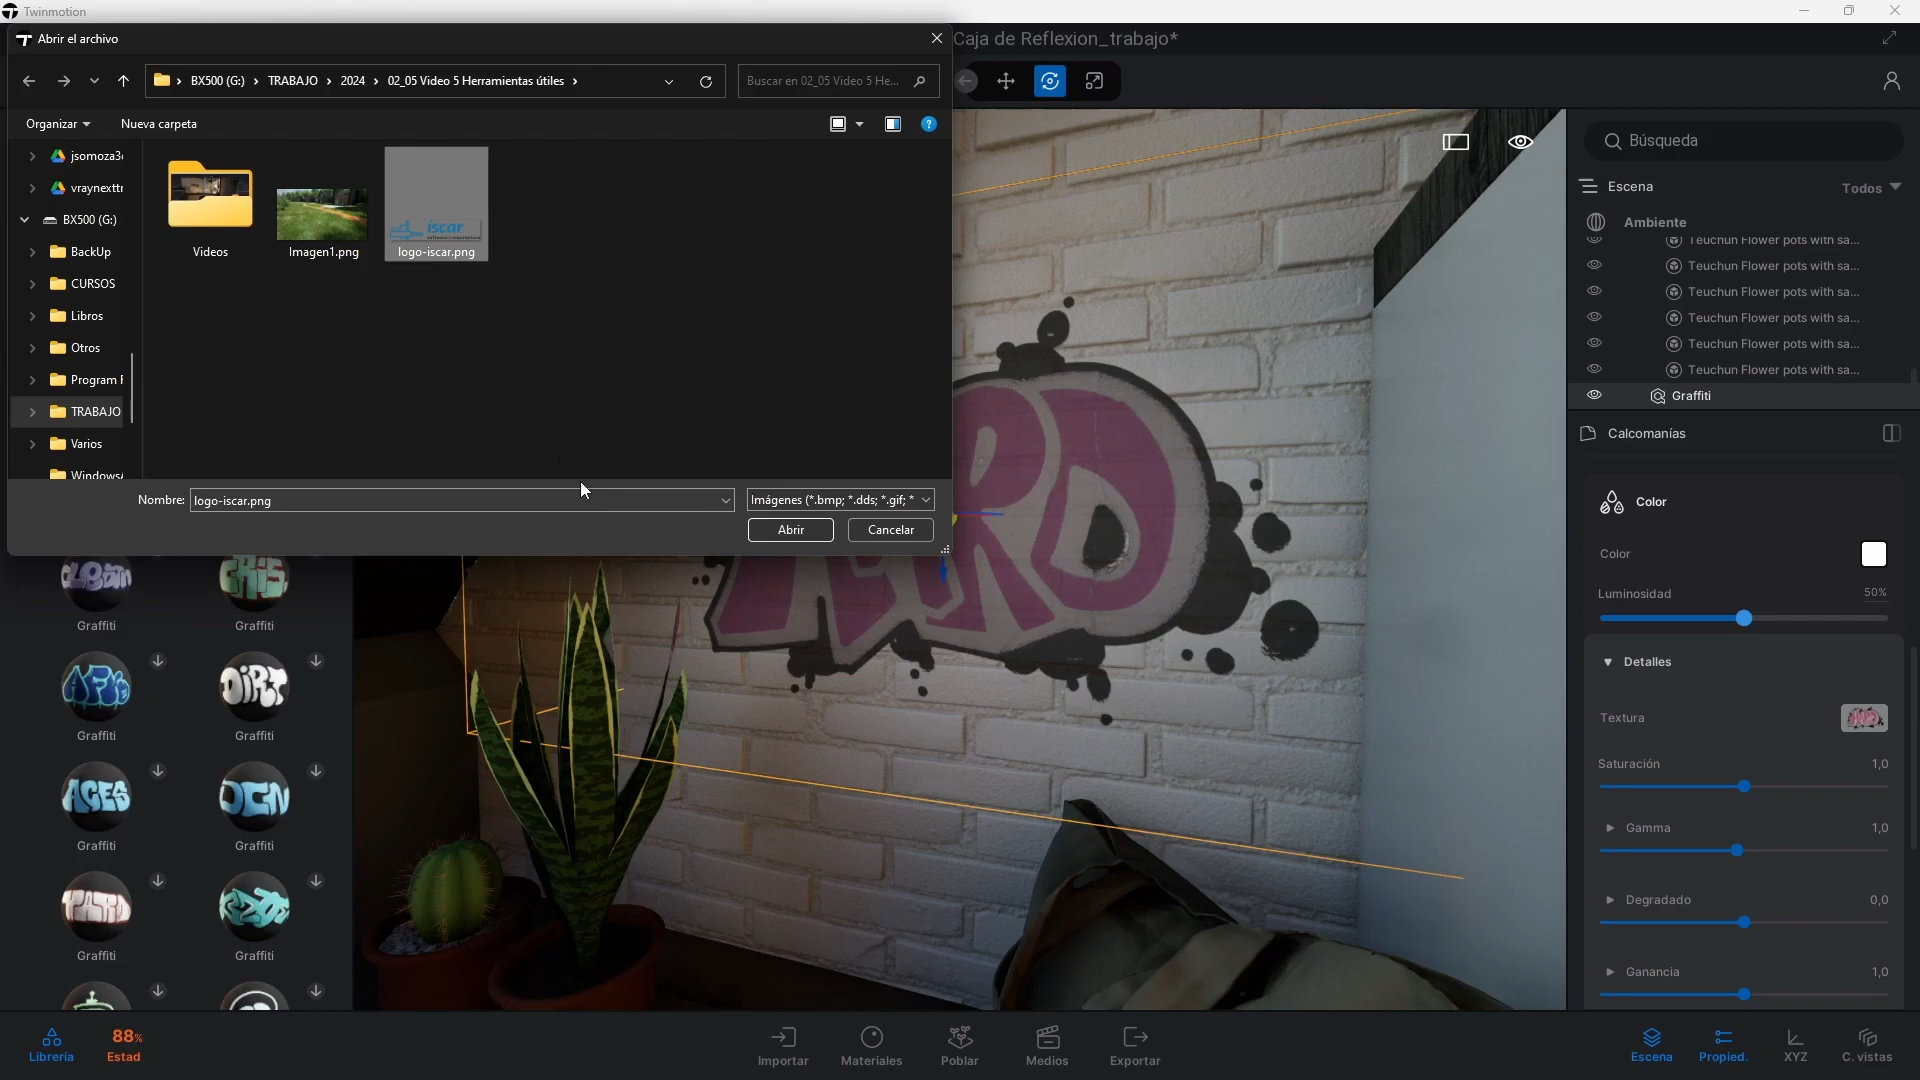 Twinmotion
Abrir el archivo
Caja de Reflexion_trabajo*
BX500 (G:) > TRABAJO > 2024 > 02_05 Video 5 Herramientas útiles >
Buscar en 02_05 Video 5 He...
Organizar
Nueva carpeta
jsomoza3
vraynexttr
BX500 (G:)
BackUp
CURSOS
Libros
Otros
Program F
TRABAJO
Varios
Windows
Videos
Imagen1.png
íscar
logo-iscar.png
Nombre: logo-iscar.png
Imágenes (*.bmp; *.dds; *.gif; *
Abrir
Cancelar
Búsqueda
Escena
Todos
Ambiente
Teuchun Flower pots with sa...
Teuchun Flower pots with sa...
Teuchun Flower pots with sa...
Teuchun Flower pots with sa...
Teuchun Flower pots with sa...
Teuchun Flower pots with sa...
Graffiti
Calcomanías
Color
Color
Luminosidad 50%
Detalles
Textura
Saturación 1,0
Gamma 1,0
Degradado 0,0
Ganancia 1,0
Graffiti
Graffiti
DIRT
Graffiti
Graffiti
ACES
DCN
Graffiti
Graffiti
Graffiti
Graffiti
Librería
88%
Estad
Importar
Materiales
Poblar
Medios
Exportar
Escena
Propied.
XYZ
C. vistas